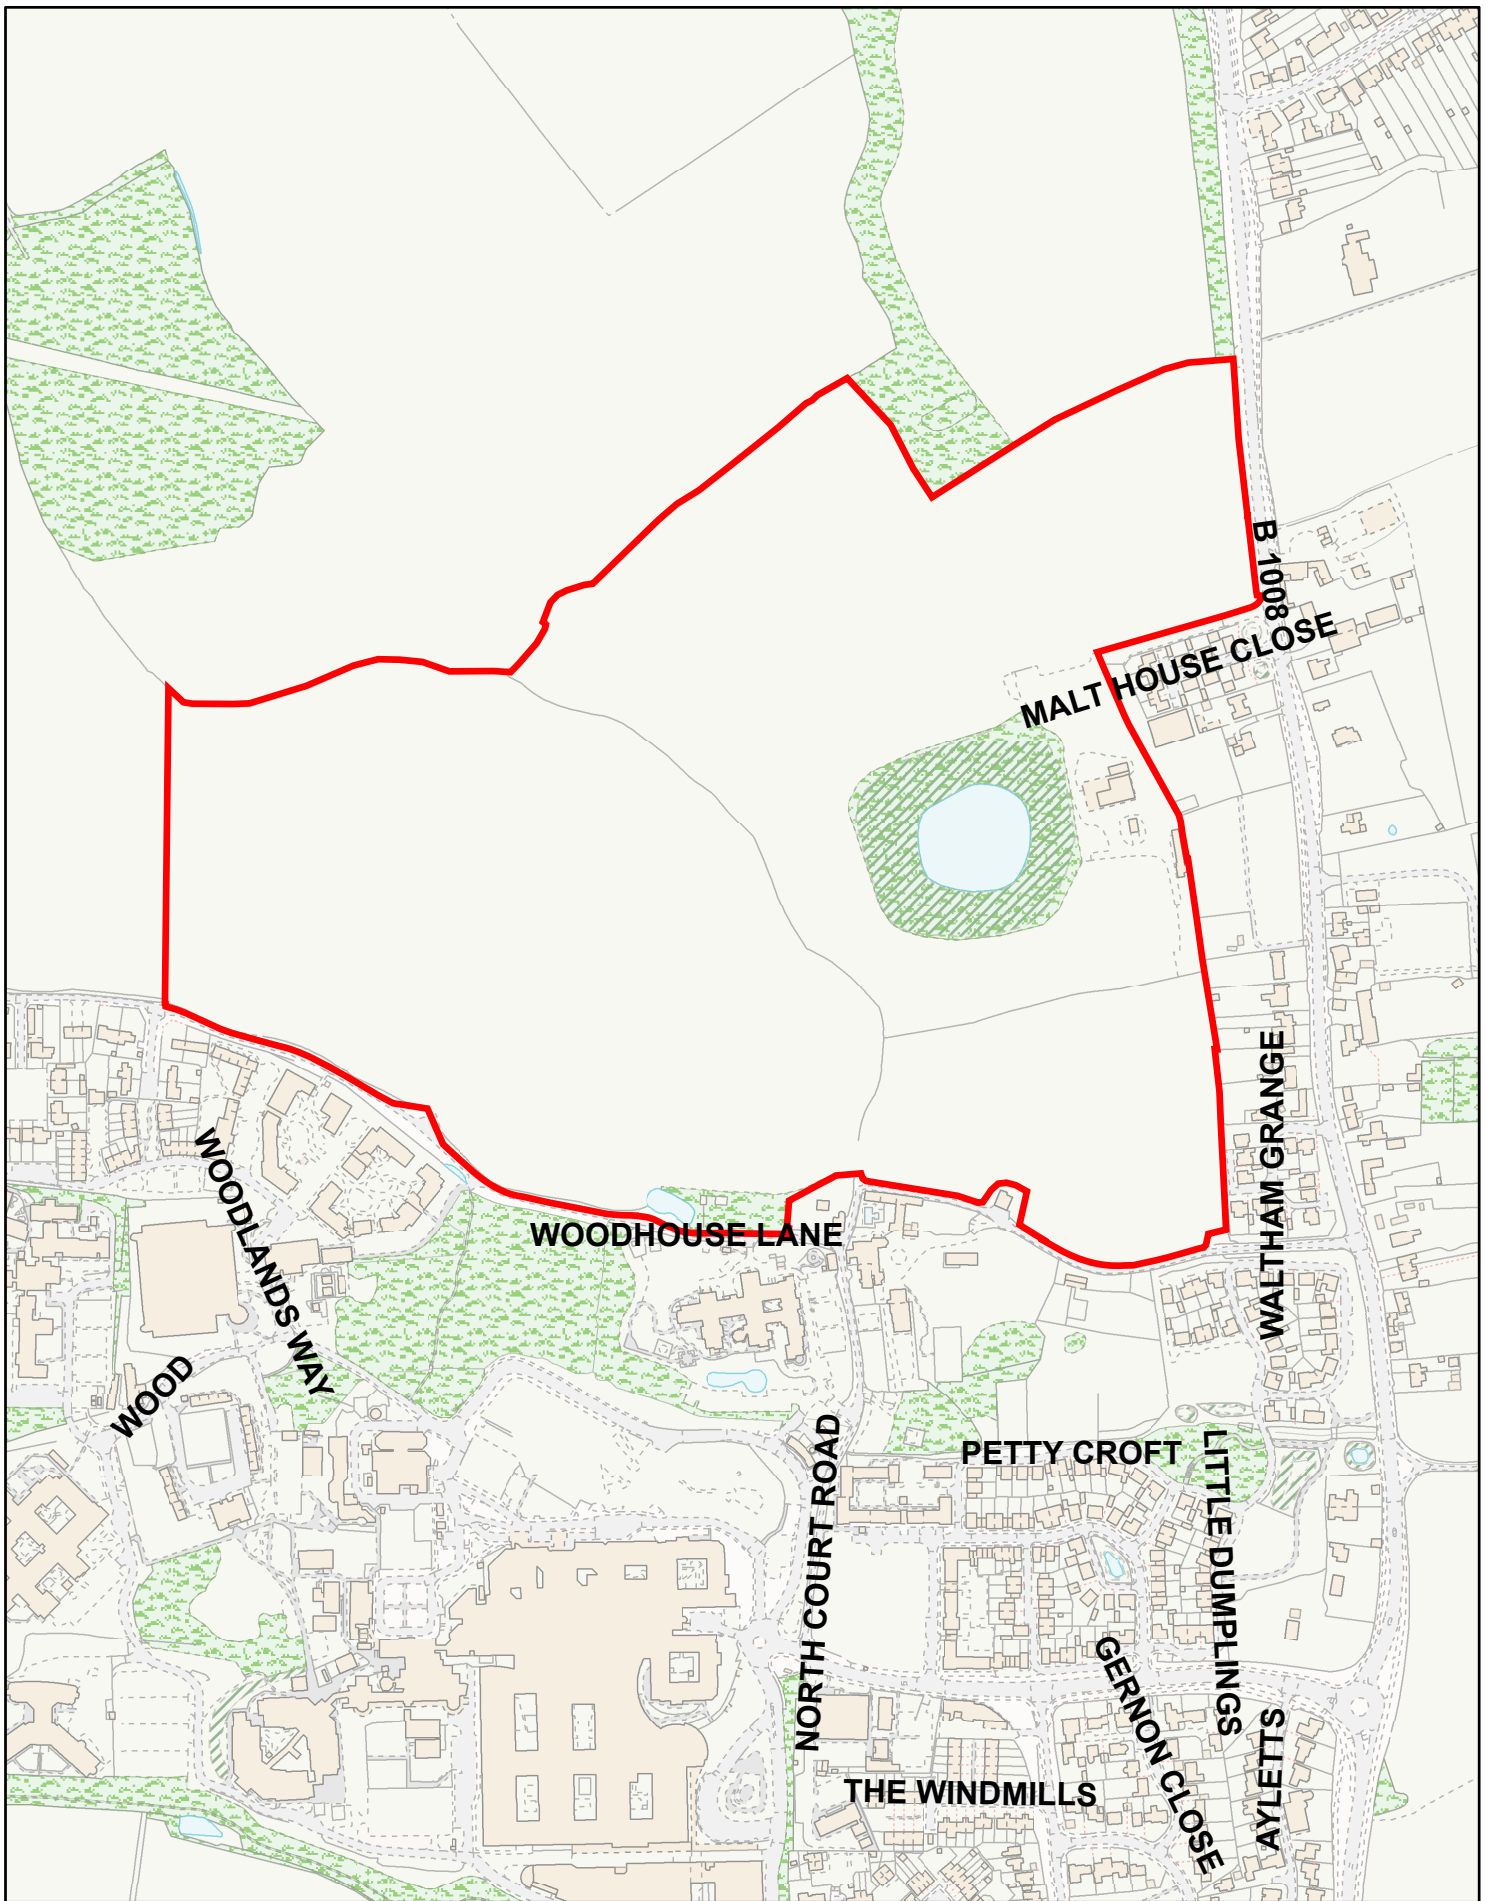 B 1008
MALT HOUSE CLOSE
WALTHAM GRANGE
WOODLANDS WAY
WOODHOUSE LANE
WOOD
PETTY CROFT
LITTLE DUMPLINGS
NORTH COURT ROAD
GERNON CLOSE
AYLETTS
THE WINDMILLS